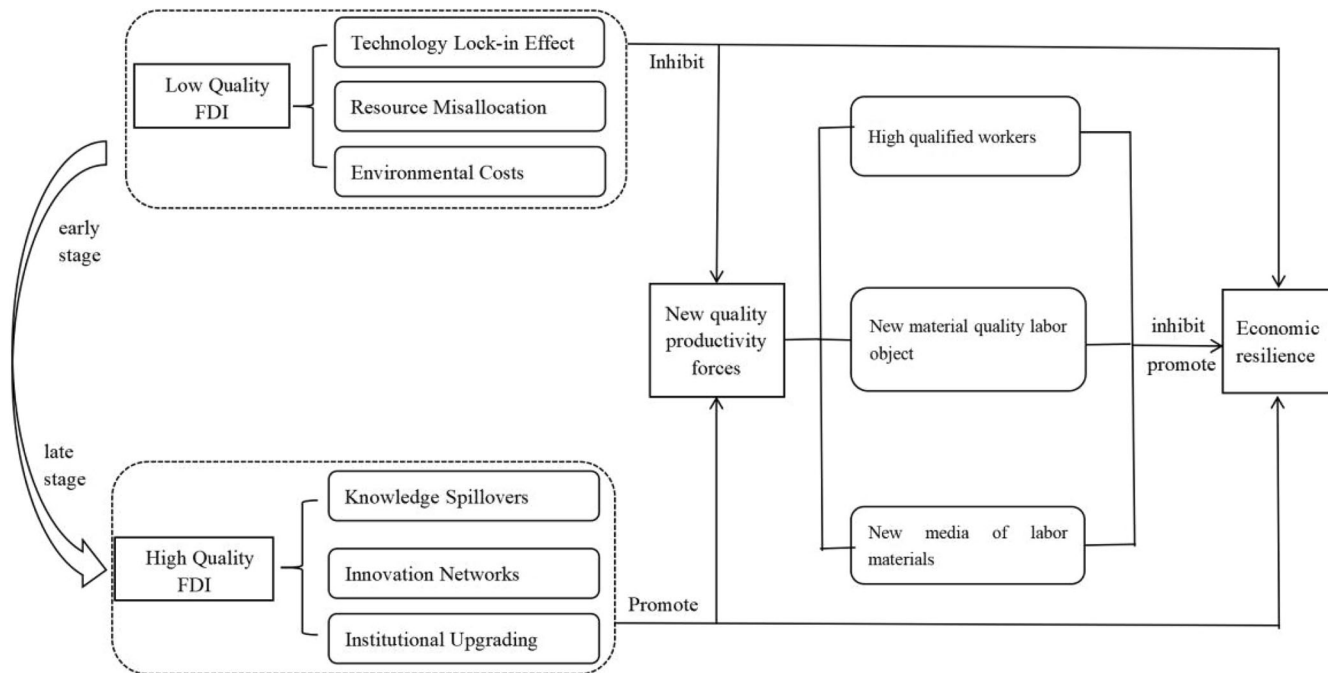 Technology Lock-in Effect
Low Quality
FDI
Resource Misallocation
Environmental Costs
Inhibit
early
stage
late
stage
High Quality
FDI
Knowledge Spillovers
Innovation Networks
Institutional Upgrading
Promote
New quality
productivity
forces
High qualified workers
New material quality labor
object
New media of labor
materials
inhibit
promote
Economic
resilience